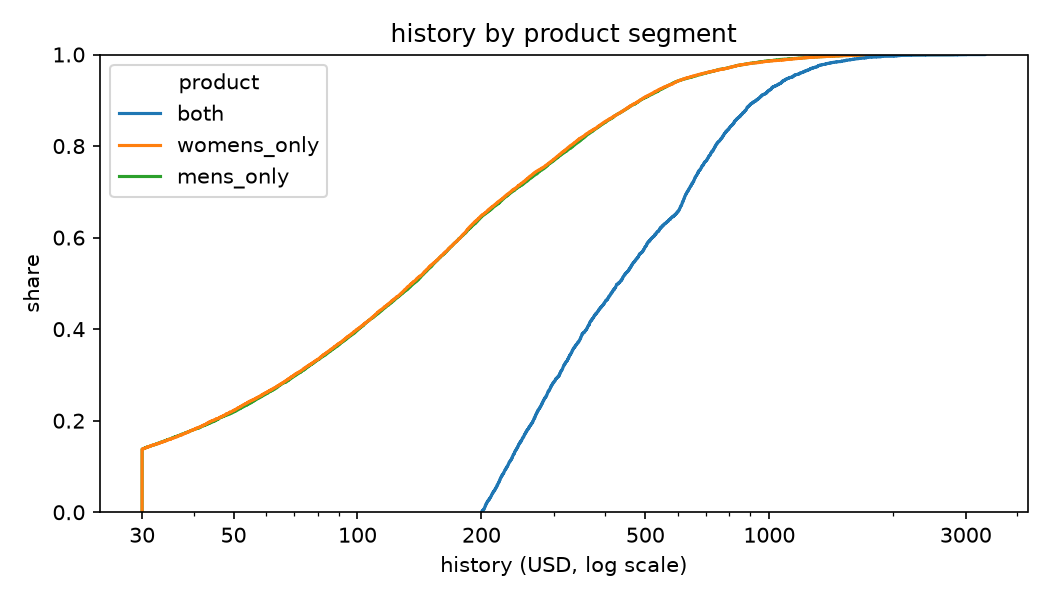 history by product segment
1.0
0.8
0.6
0.4
0.2
0.0
share
product
both
womens_only
mens_only
30 50 100 200 500 1000 3000
history (USD, log scale)